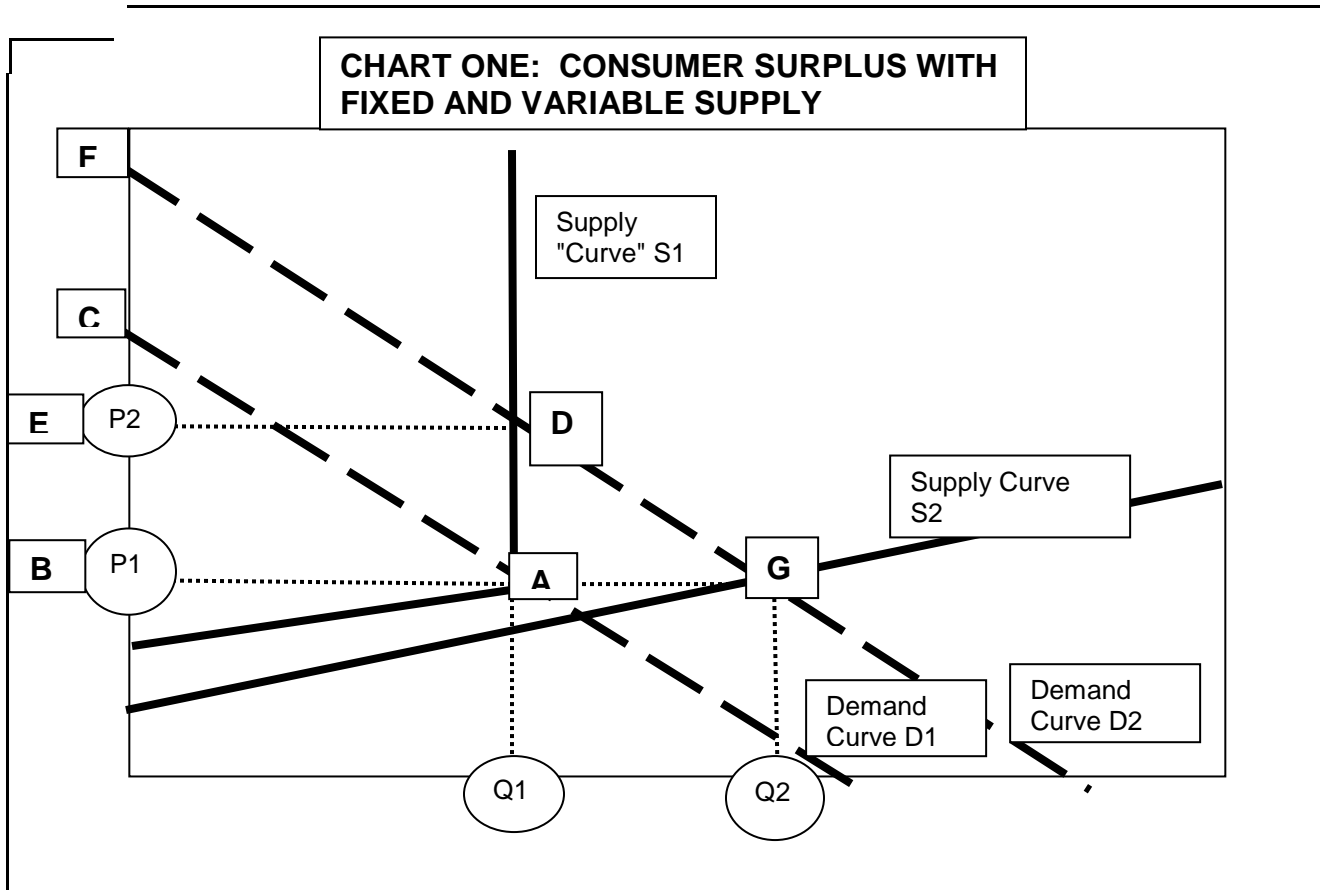 CHART ONE: CONSUMER SURPLUS WITH
FIXED AND VARIABLE SUPPLY
F
Supply
"Curve" S1
C
P2
E
D
Supply Curve
S2
P1
B
A
G
Demand
Curve D1
Demand
Curve D2
Q1
Q2